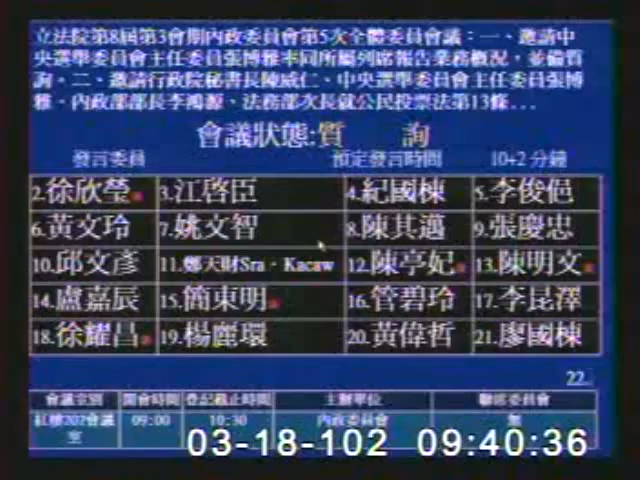 立法院第8屆第3會期內政委員會第5次全體委員會議：一、邀請中
央選舉委員會主任委員張博雅率同所屬列席報告業務概況，並備質
詢。二、邀請行政院秘書長陳威仁、中央選舉委員會主任委員張博
雅、內政部部長李鴻源、法務部次長就公民投票法第13條...
會議狀態:質 詢
發言委員 預定發言時間 10+2 分鐘
2.徐欣瑩 3.江啓臣 4.紀國棟 5.李俊俋
6.黃文玲 7.姚文智 8.陳其邁 9.張慶忠
10.邱文彥 11.鄭天財Sra．Kacaw 12.陳亭妃 13.陳明文
14.盧嘉辰 15.簡東明 16.管碧玲 17.李昆澤
18.徐耀昌 19.楊麗環 20.黃偉哲 21.廖國棟
22.
會議室別 開會時間 登記截止時間 主辦單位 聯席委員會
紅樓202會議室 09:00 10:30 內政委員會 無
03-18-102 09:40:36